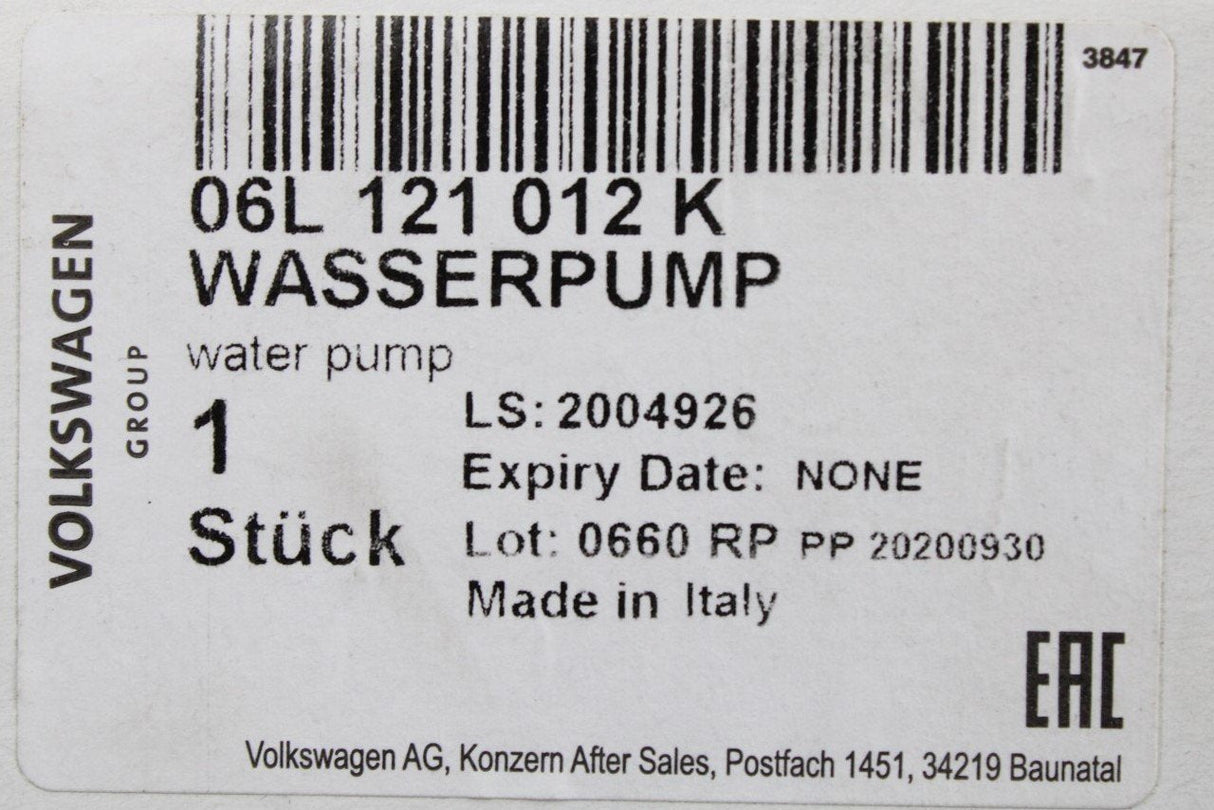 3847
06L 121 012 K
WASSERPUMP
water pump
1
Stück
LS: 2004926
Expiry Date: NONE
Lot: 0660 RP PP 20200930
Made in Italy
VOLKSWAGEN
GROUP
EAC
Volkswagen AG, Konzern After Sales, Postfach 1451, 34219 Baunatal